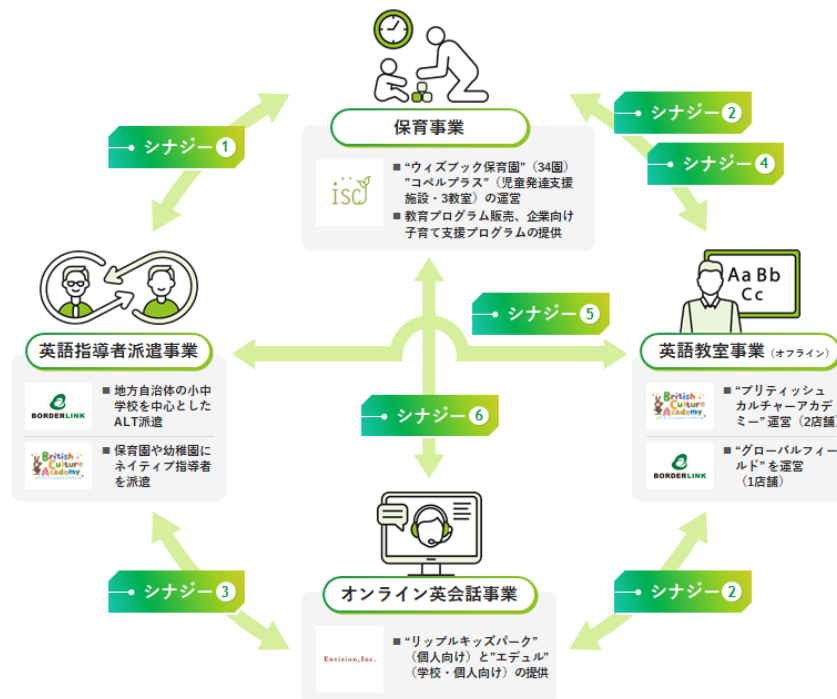 シナジー1
シナジー2
シナジー4
保育事業
isc
■ “ウィズブック保育園”（34園）
”コペルプラス”（児童発達支援
施設・3教室）の運営
■ 教育プログラム販売、企業向け
子育て支援プログラムの提供
Aa Bb
Cc
シナジー5
英語指導者派遣事業
BORDERLINK
■ 地方自治体の小中
学校を中心とした
ALT派遣
British
Culture
Academy
■ 保育園や幼稚園に
ネイティブ指導者
を派遣
英語教室事業（オフライン）
British
Culture
Academy
■ “ブリティッシュ
カルチャーアカデ
ミー” 運営（2店舗）
BORDERLINK
■ “グローバルフィー
ルド” を運営
（1店舗）
シナジー6
シナジー3
シナジー2
オンライン英会話事業
Envizion,Inc.
■ “リップルキッズパーク”
（個人向け）と”エデュル”
（学校・個人向け）の提供